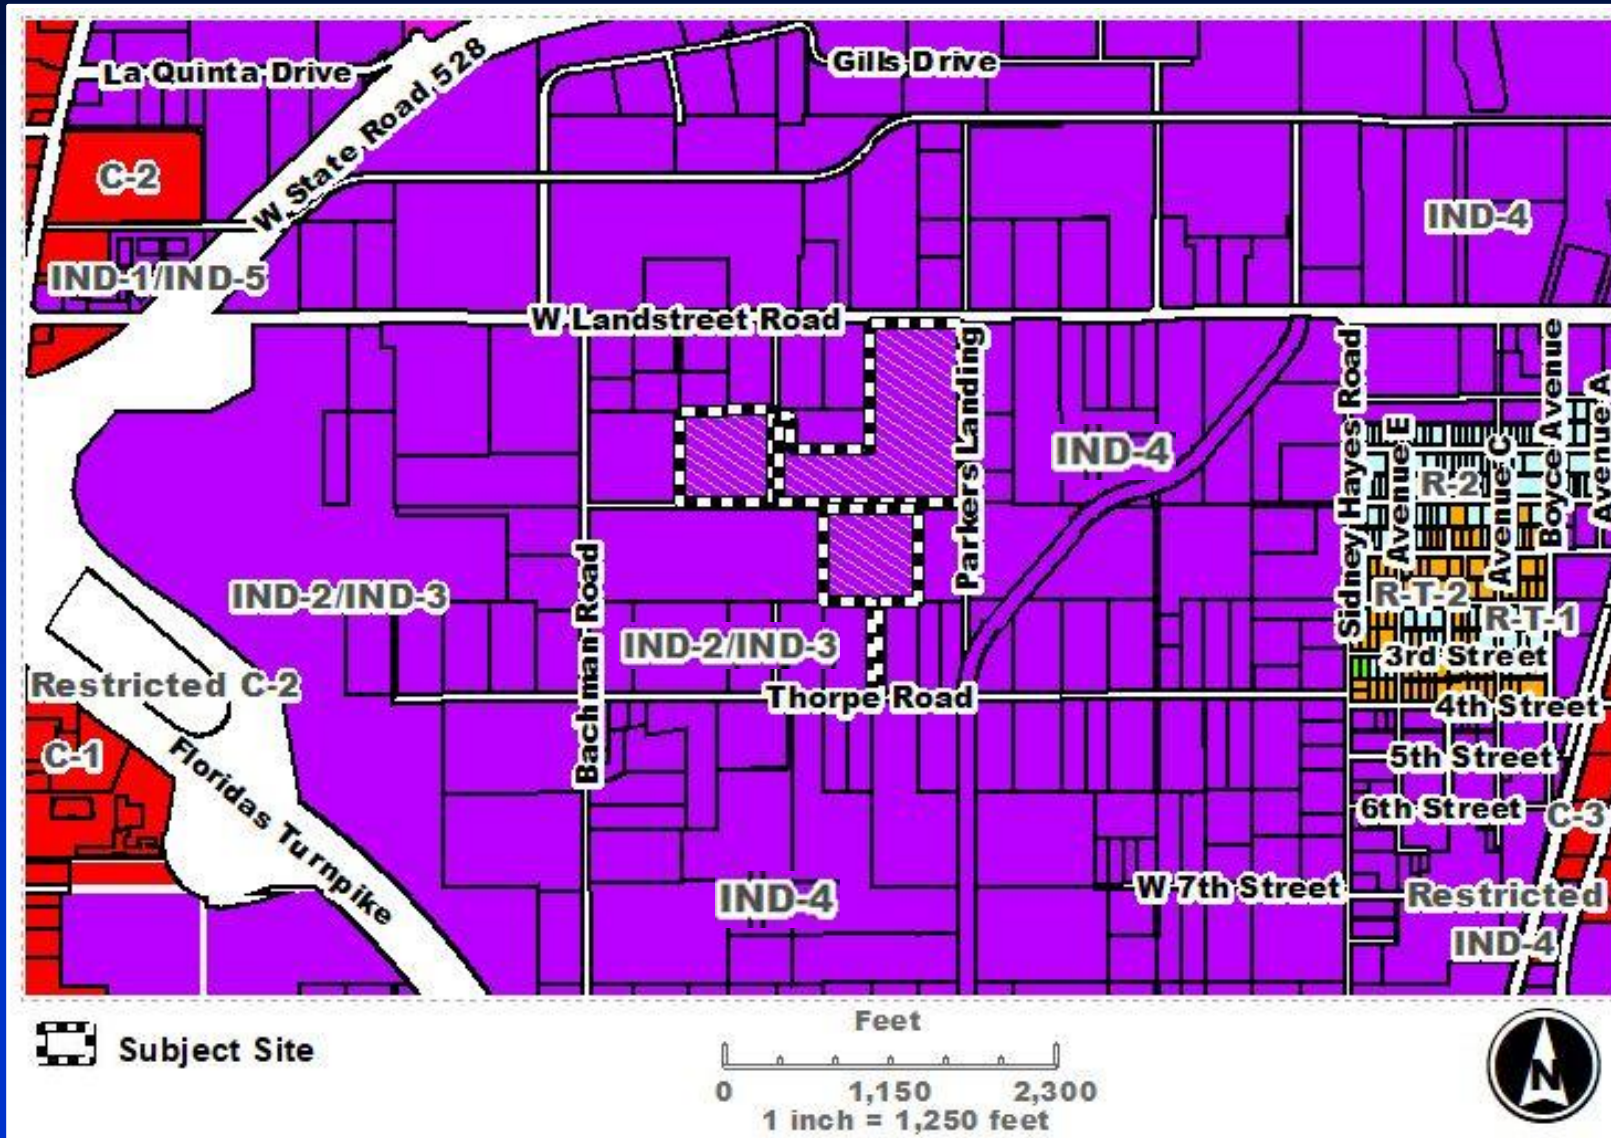 La Quinta Drive
W State Road 528
Gills Drive
C-2
IND-4
IND-1/IND-5
W Landstreet Road
Parkers Landing
IND-4
Sidney Hayes Road
Avenue E
R-2
Avenue C
Boyce Avenue
Avenue A
IND-2/IND-3
Bachman Road
IND-2/IND-3
R-T-2
R-T-1
3rd Street
Restricted C-2
Thorpe Road
4th Street
C-1
Floridas Turnpike
5th Street
6th Street
C-3
IND-4
W 7th Street
Restricted
IND-4
Subject Site
Feet
0 1,150 2,300
1 inch = 1,250 feet
N